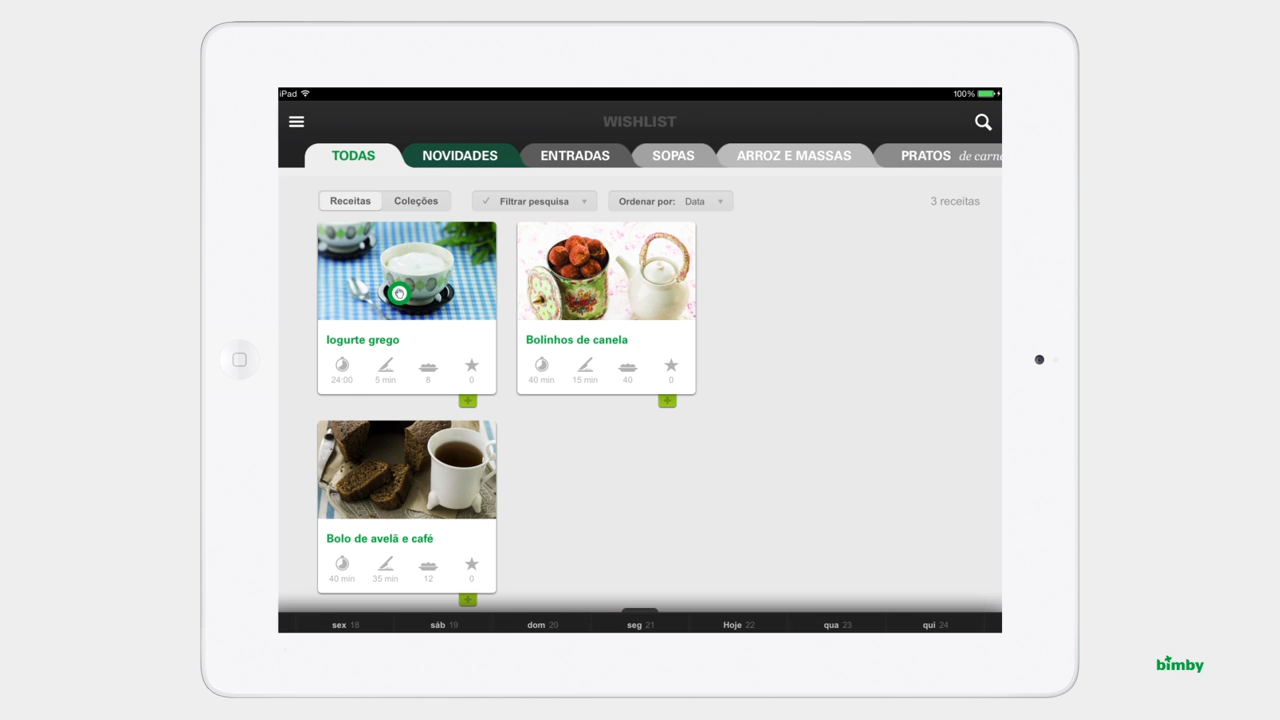 iPad 100%
WISHLIST
TODAS NOVIDADES ENTRADAS SOPAS ARROZ E MASSAS PRATOS de carne
Receitas Coleções Filtrar pesquisa Ordenar por: Data 3 receitas
Iogurte grego
24:00 5 min 8 0
Bolinhos de canela
40 min 15 min 40 0
Bolo de avelã e café
40 min 35 min 12 0
sex 18 sáb 19 dom 20 seg 21 Hoje 22 qua 23 qui 24
bimby